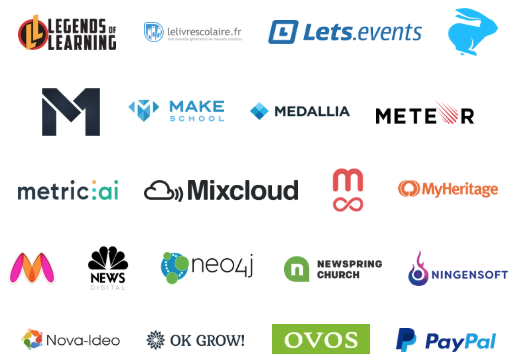 LEGENDS OF
LEARNING
lelivrescolaire.fr
Lets.events
MAKE
SCHOOL
MEDALLIA
METEOR
metric:ai
Mixcloud
m
MyHeritage
NEWS
DIGITAL
neo4j
n
NEWSPRING
CHURCH
NINGENSOFT
Nova-Ideo
OK GROW!
OVOS
PayPal